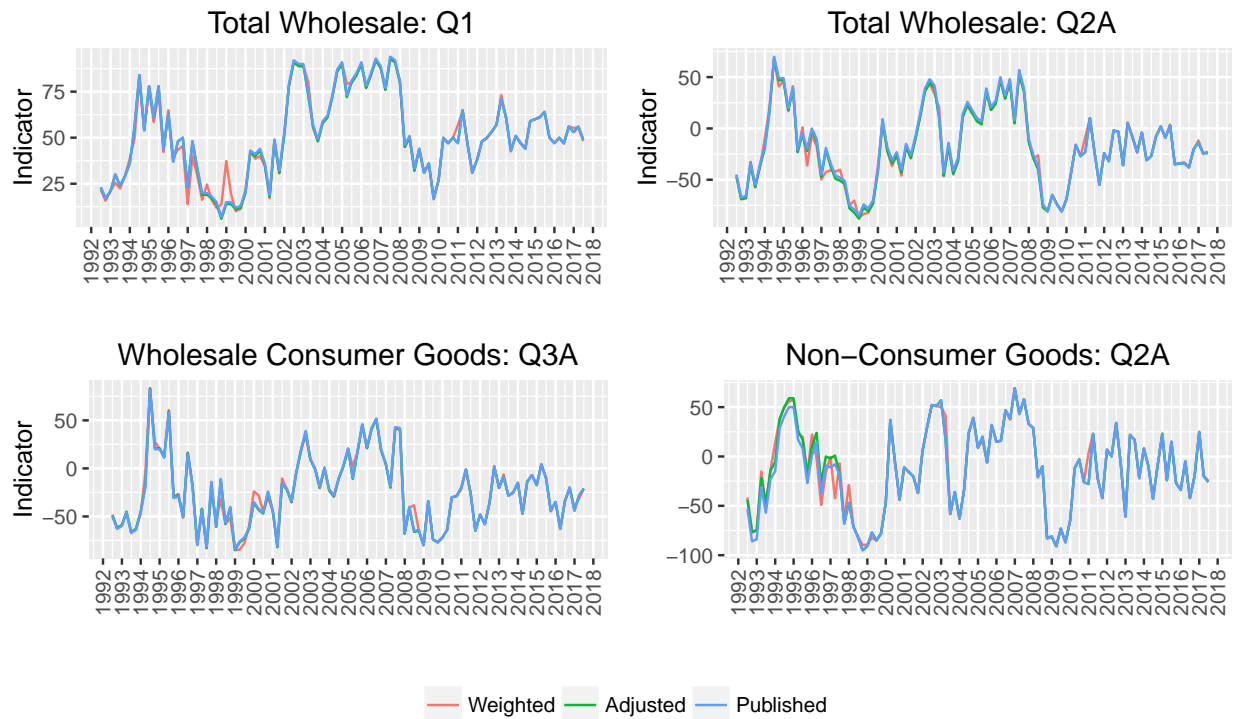 Total Wholesale: Q1
Indicator
75
50
25
1992 1993 1994 1995 1996 1997 1998 1999 2000 2001 2002 2003 2004 2005 2006 2007 2008 2009 2010 2011 2012 2013 2014 2015 2016 2017 2018
Total Wholesale: Q2A
Indicator
50
0
−50
1992 1993 1994 1995 1996 1997 1998 1999 2000 2001 2002 2003 2004 2005 2006 2007 2008 2009 2010 2011 2012 2013 2014 2015 2016 2017 2018
Wholesale Consumer Goods: Q3A
Indicator
50
0
−50
1992 1993 1994 1995 1996 1997 1998 1999 2000 2001 2002 2003 2004 2005 2006 2007 2008 2009 2010 2011 2012 2013 2014 2015 2016 2017 2018
Non−Consumer Goods: Q2A
50
0
−50
−100
1992 1993 1994 1995 1996 1997 1998 1999 2000 2001 2002 2003 2004 2005 2006 2007 2008 2009 2010 2011 2012 2013 2014 2015 2016 2017 2018
Weighted Adjusted Published